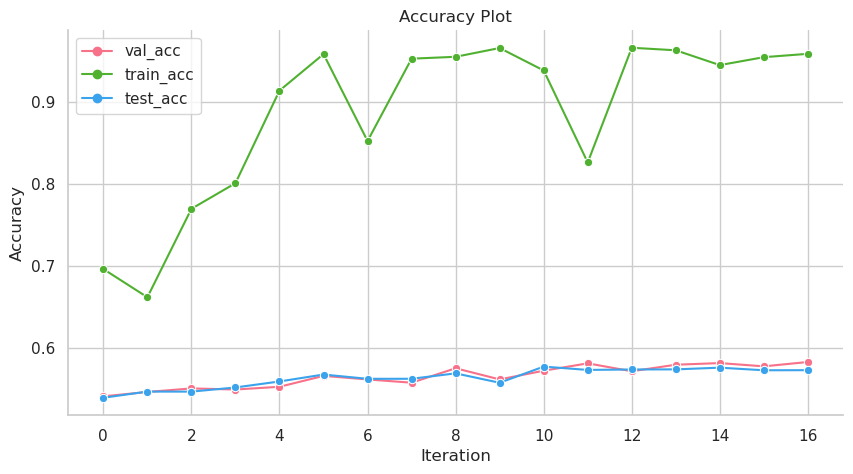 Accuracy Plot
val_acc
train_acc
test_acc
0.9
0.8
0.7
0.6
Accuracy
0 2 4 6 8 10 12 14 16
Iteration